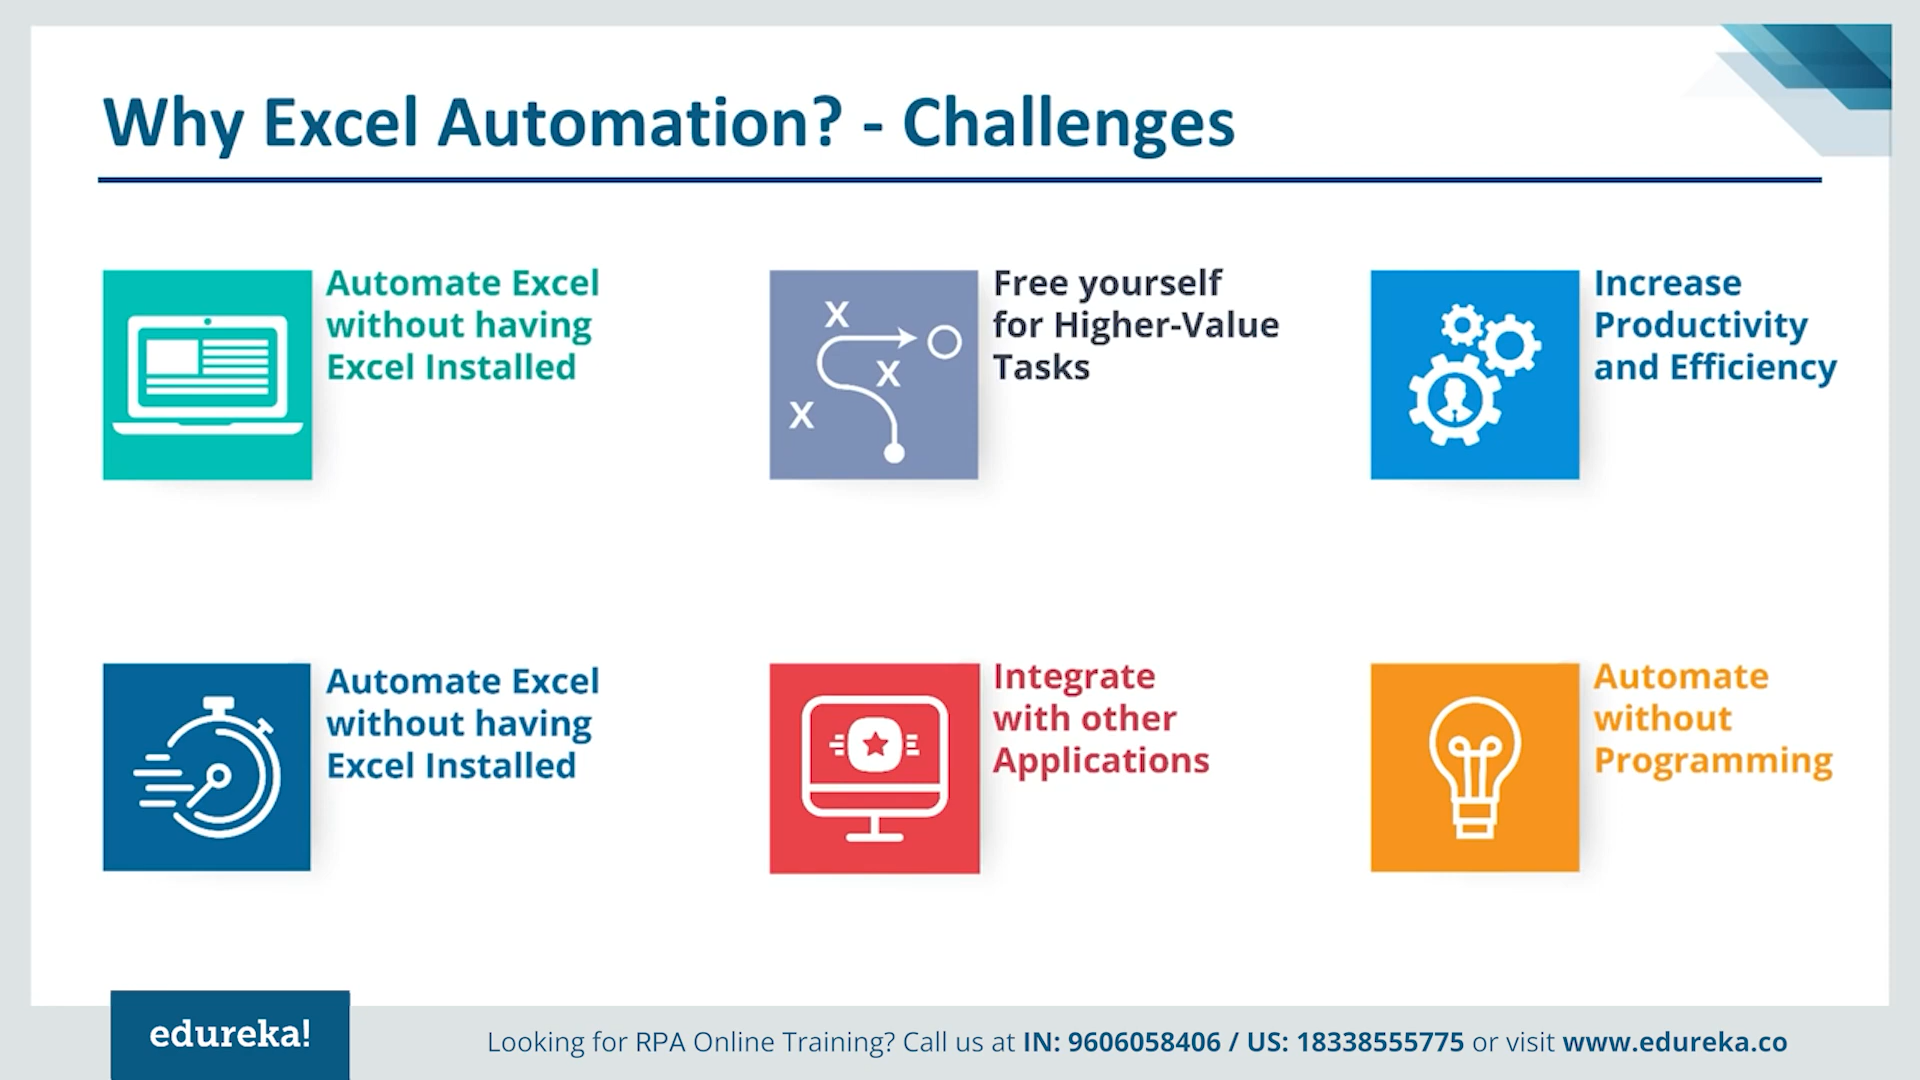 Why Excel Automation? - Challenges
Automate Excel
without having
Excel Installed
Free yourself
for Higher-Value
Tasks
Increase
Productivity
and Efficiency
Automate Excel
without having
Excel Installed
Integrate
with other
Applications
Automate
without
Programming
edureka!
Looking for RPA Online Training? Call us at IN: 9606058406 / US: 18338555775 or visit www.edureka.co